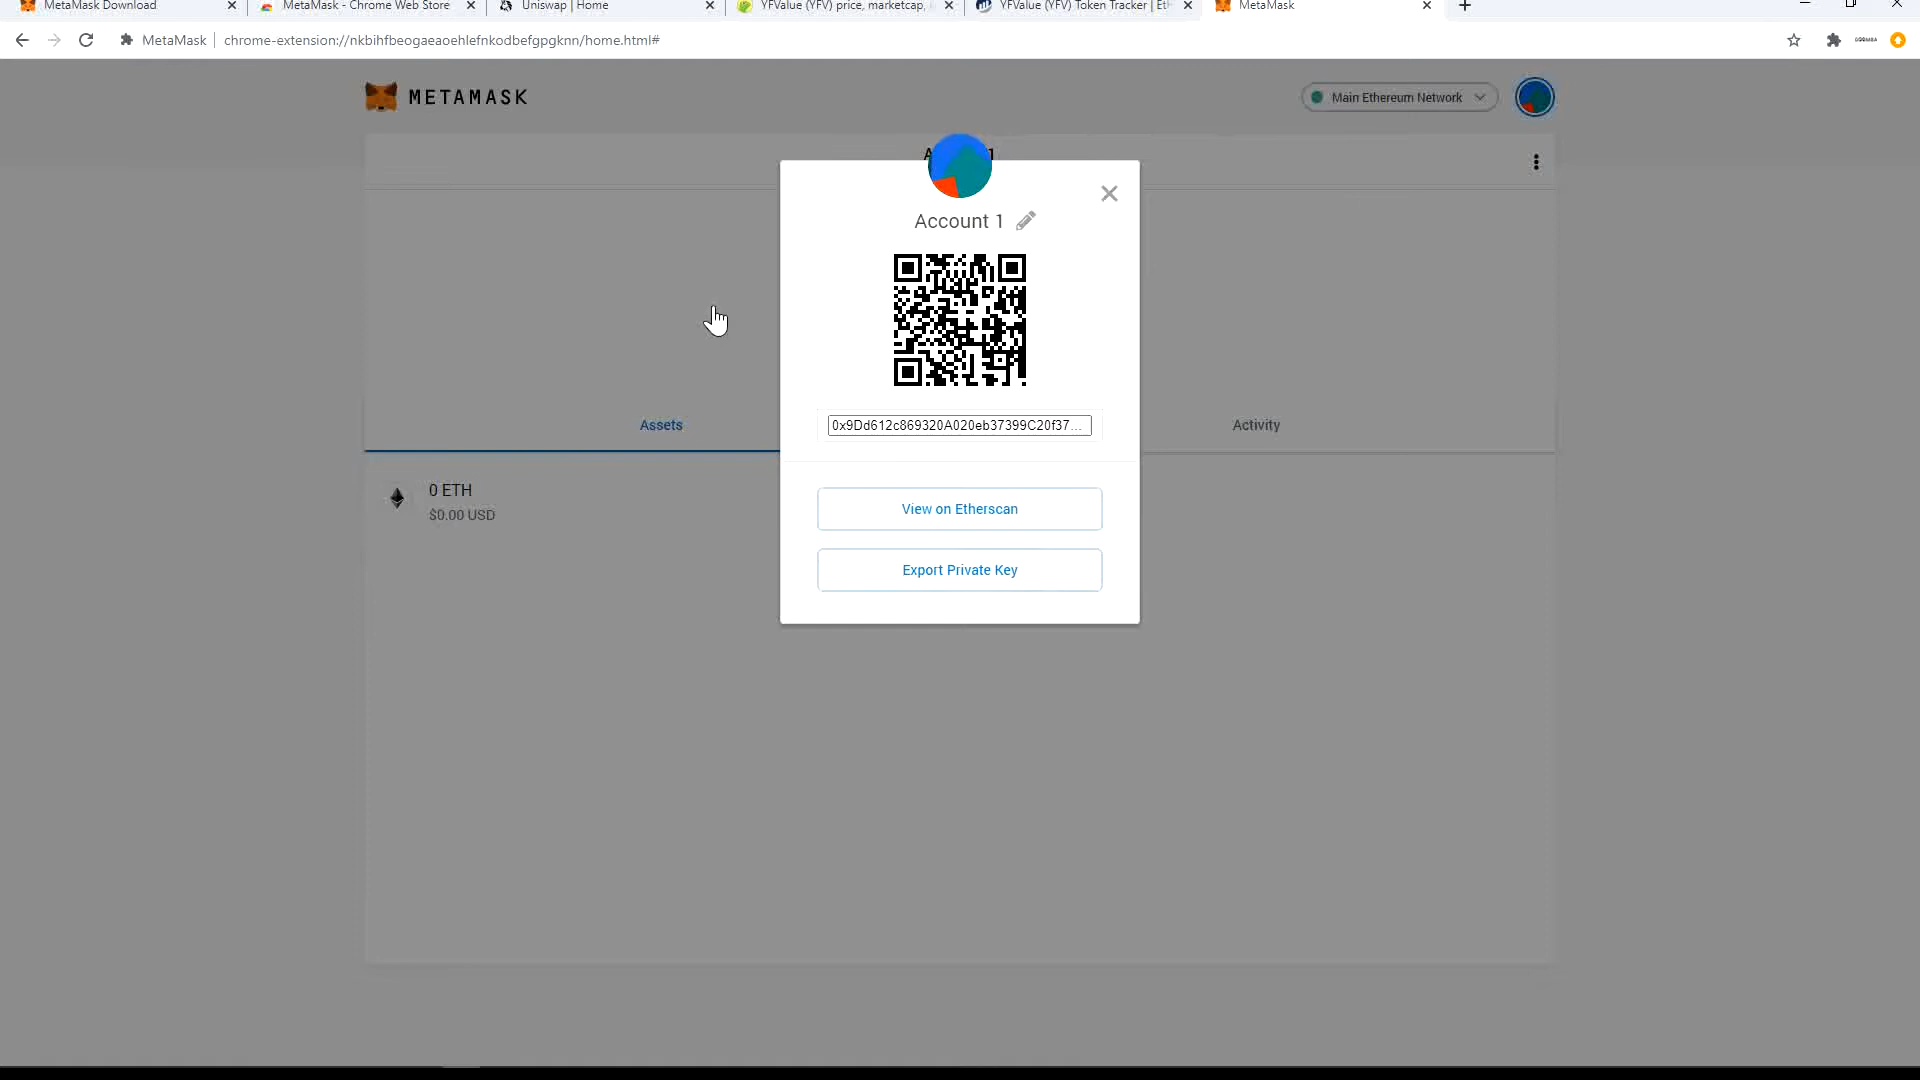 MetaMask Download
MetaMask - Chrome Web Store
Uniswap | Home
YFValue (YFV) price, marketcap,
YFValue (YFV) Token Tracker | Et
MetaMask
MetaMask
chrome-extension://nkbihfbeogaeaoehlefnkodbefgpgknn/home.html#
METAMASK
Main Ethereum Network
Account 1
0x9Dd612c869320A020eb37399C20f37...
Assets
Activity
0 ETH
$0.00 USD
View on Etherscan
Export Private Key